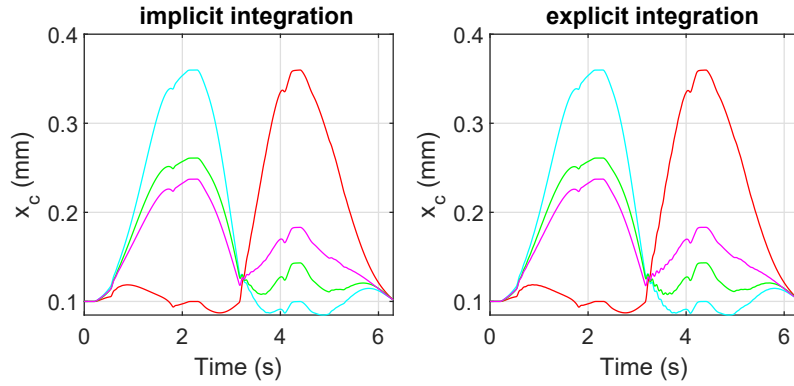 implicit integration
0.4
0.3
0.2
0.1
x_c (mm)
0 2 4 6
Time (s)
explicit integration
0.4
0.3
0.2
0.1
x_c (mm)
0 2 4 6
Time (s)